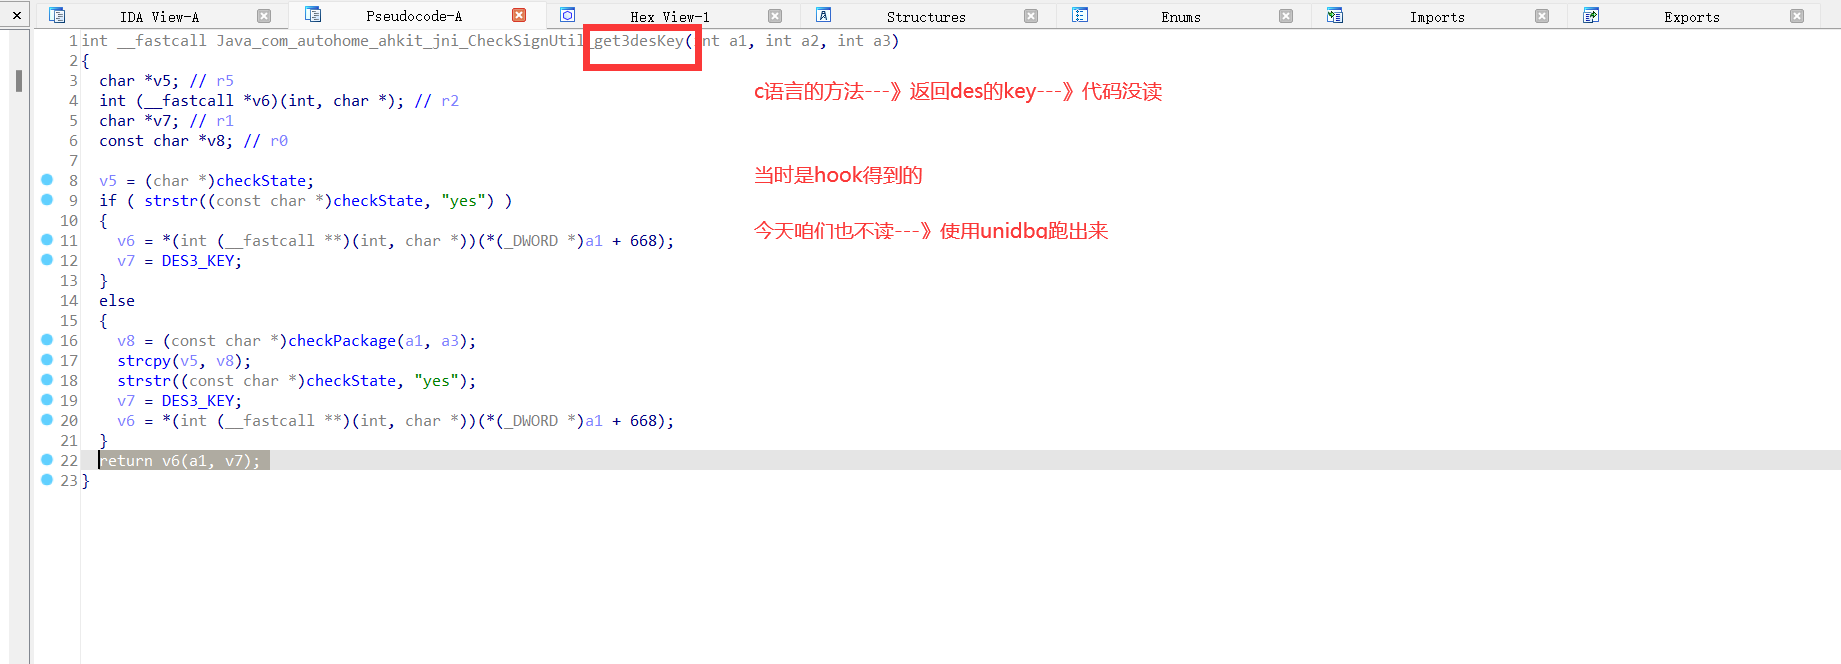 IDA View-A Pseudocode-A Hex View-1 Structures Enums Imports Exports
1 int __fastcall Java_com_autohome_ahkit_jni_CheckSignUtil_get3desKey(int a1, int a2, int a3)
2 {
3 char *v5; // r5
4 int (__fastcall *v6)(int, char *); // r2
c语言的方法---》返回des的key---》代码没读
5 char *v7; // r1
6 const char *v8; // r0
7
当时是hook得到的
8 v5 = (char *)checkState;
9 if ( strstr((const char *)checkState, "yes") )
10 {
今天咱们也不读---》使用unidbg跑出来
11 v6 = *(int (__fastcall **)(int, char *))(*(_DWORD *)a1 + 668);
12 v7 = DES3_KEY;
13 }
14 else
15 {
16 v8 = (const char *)checkPackage(a1, a3);
17 strcpy(v5, v8);
18 strstr((const char *)checkState, "yes");
19 v7 = DES3_KEY;
20 v6 = *(int (__fastcall **)(int, char *))(*(_DWORD *)a1 + 668);
21 }
22 return v6(a1, v7);
23 }